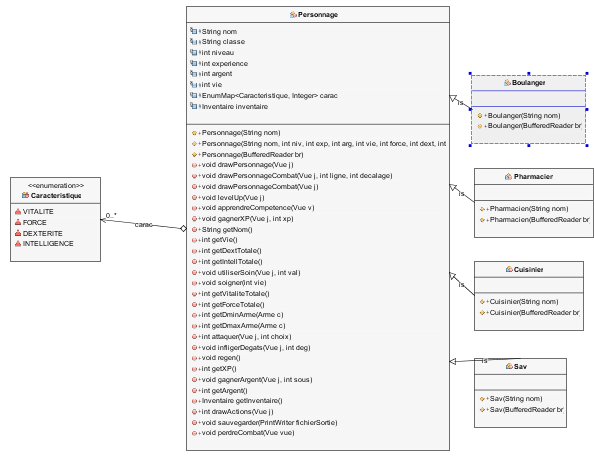 Personnage
String nom
String classe
int niveau
int experience
int argent
int vie
EnumMap<Caracteristique, Integer> carac
Inventaire inventaire
+Personnage(String nom)
+Personnage(String nom, int niv, int exp, int arg, int vie, int force, int dext, int
+Personnage(BufferedReader br)
+void drawPersonnage(Vue j)
+void drawPersonnageCombat(Vue j, int ligne, int decalage)
+void drawPersonnageCombat(Vue j)
+void levelUp(Vue j)
+void apprendreCompetence(Vue v)
+void gagnerXP(Vue j, int xp)
+String getNom()
+int getVie()
+int getDextTotale()
+int getIntellTotale()
+void utiliserSoin(Vue j, int val)
+void soigner(int vie)
+int getVitaliteTotale()
+int getForceTotale()
+int getDminArme(Arme c)
+int getDmaxArme(Arme c)
+int attaquer(Vue j, int choix)
+void infligerDegats(Vue j, int deg)
+void regen()
+int getXP()
+void gagnerArgent(Vue j, int sous)
+int getArgent()
+Inventaire getInventaire()
+int drawActions(Vue j)
+void sauvegarder(PrintWriter fichierSortie)
+void perdreCombat(Vue vue)
<<enumeration>>
Caracteristique
VITALITE
FORCE
DEXTERITE
INTELLIGENCE
0..*
carac
Boulanger
+Boulanger(String nom)
+Boulanger(BufferedReader br
is
Pharmacier
+Pharmacien(String nom)
+Pharmacien(BufferedReader br
is
Cuisinier
+Cuisinier(String nom)
+Cuisinier(BufferedReader br
is
Sav
+Sav(String nom)
+Sav(BufferedReader br
is